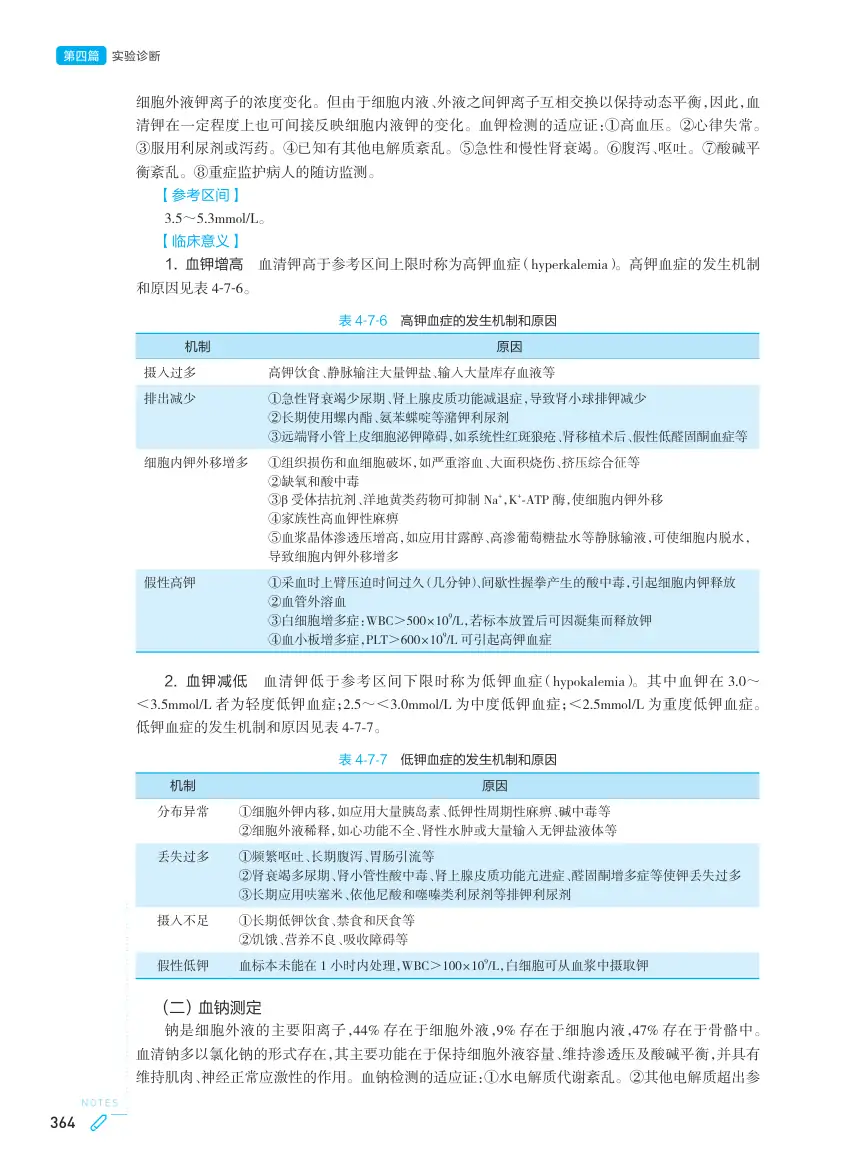 第四篇 实验诊断
细胞外液钾离子的浓度变化。但由于细胞内液、外液之间钾离子互相交换以保持动态平衡,因此,血
清钾在一定程度上也可间接反映细胞内液钾的变化。血钾检测的适应证:①高血压。②心律失常。
③服用利尿剂或泻药。④已知有其他电解质紊乱。⑤急性和慢性肾衰竭。⑥腹泻、呕吐。⑦酸碱平
衡紊乱。⑧重症监护病人的随访监测。
【参考区间】
3.5～5.3mmol/L。
【临床意义】
1. 血钾增高 血清钾高于参考区间上限时称为高钾血症(hyperkalemia)。高钾血症的发生机制
和原因见表 4-7-6。
表 4-7-6 高钾血症的发生机制和原因
机制 原因
摄入过多 高钾饮食、静脉输注大量钾盐、输入大量库存血液等
排出减少 ①急性肾衰竭少尿期、肾上腺皮质功能减退症,导致肾小球排钾减少
②长期使用螺内酯、氨苯蝶啶等潴钾利尿剂
③远端肾小管上皮细胞泌钾障碍,如系统性红斑狼疮、肾移植术后、假性低醛固酮血症等
细胞内钾外移增多 ①组织损伤和血细胞破坏,如严重溶血、大面积烧伤、挤压综合征等
②缺氧和酸中毒
③β 受体拮抗剂、洋地黄类药物可抑制 Na⁺,K⁺-ATP 酶,使细胞内钾外移
④家族性高血钾性麻痹
⑤血浆晶体渗透压增高,如应用甘露醇、高渗葡萄糖盐水等静脉输液,可使细胞内脱水,
导致细胞内钾外移增多
假性高钾 ①采血时上臂压迫时间过久(几分钟)、间歇性握拳产生的酸中毒,引起细胞内钾释放
②血管外溶血
③白细胞增多症:WBC＞500×10⁹/L,若标本放置后可因凝集而释放钾
④血小板增多症,PLT＞600×10⁹/L 可引起高钾血症
2. 血钾减低 血清钾低于参考区间下限时称为低钾血症(hypokalemia)。其中血钾在 3.0～
＜3.5mmol/L 者为轻度低钾血症;2.5～＜3.0mmol/L 为中度低钾血症;＜2.5mmol/L 为重度低钾血症。
低钾血症的发生机制和原因见表 4-7-7。
表 4-7-7 低钾血症的发生机制和原因
机制 原因
分布异常 ①细胞外钾内移,如应用大量胰岛素、低钾性周期性麻痹、碱中毒等
②细胞外液稀释,如心功能不全、肾性水肿或大量输入无钾盐液体等
丢失过多 ①频繁呕吐、长期腹泻、胃肠引流等
②肾衰竭多尿期、肾小管性酸中毒、肾上腺皮质功能亢进症、醛固酮增多症等使钾丢失过多
③长期应用呋塞米、依他尼酸和噻嗪类利尿剂等排钾利尿剂
摄入不足 ①长期低钾饮食、禁食和厌食等
②饥饿、营养不良、吸收障碍等
假性低钾 血标本未能在 1 小时内处理,WBC＞100×10⁹/L,白细胞可从血浆中摄取钾
(二)血钠测定
钠是细胞外液的主要阳离子,44% 存在于细胞外液,9% 存在于细胞内液,47% 存在于骨骼中。
血清钠多以氯化钠的形式存在,其主要功能在于保持细胞外液容量、维持渗透压及酸碱平衡,并具有
维持肌肉、神经正常应激性的作用。血钠检测的适应证:①水电解质代谢紊乱。②其他电解质超出参
NOTES
364